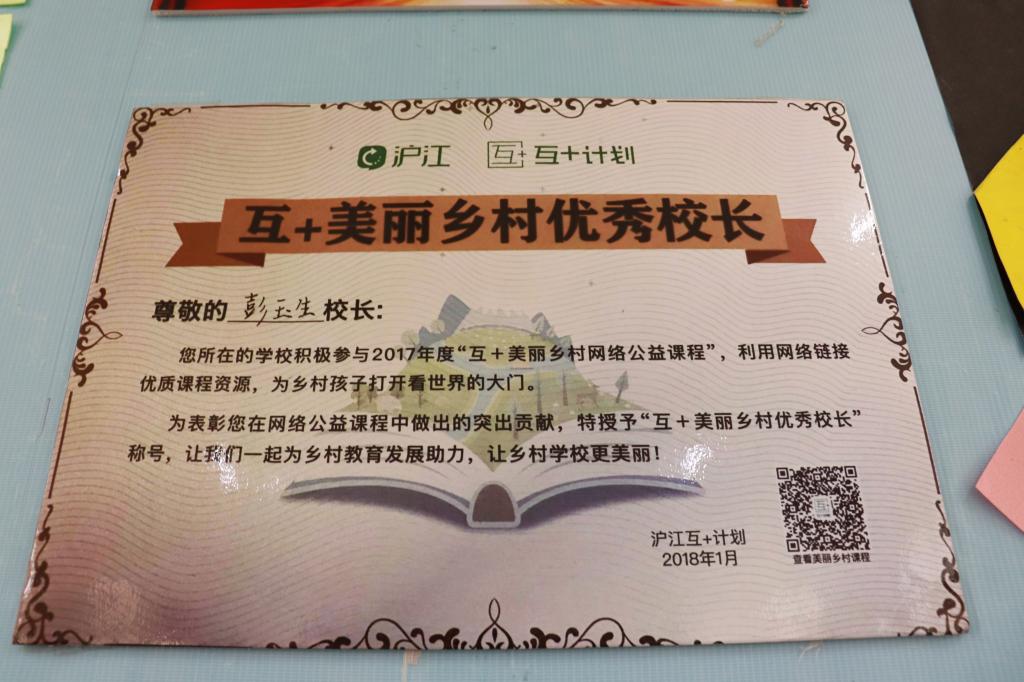 沪江 互+ 互+计划
互+美丽乡村优秀校长
尊敬的 彭玉生 校长:
您所在的学校积极参与2017年度“互+美丽乡村网络公益课程”，利用网络链接
优质课程资源，为乡村孩子打开看世界的大门。
为表彰您在网络公益课程中做出的突出贡献，特授予“互+美丽乡村优秀校长”
称号，让我们一起为乡村教育发展助力，让乡村学校更美丽！
互+
沪江互+计划
2018年1月
查看美丽乡村课程